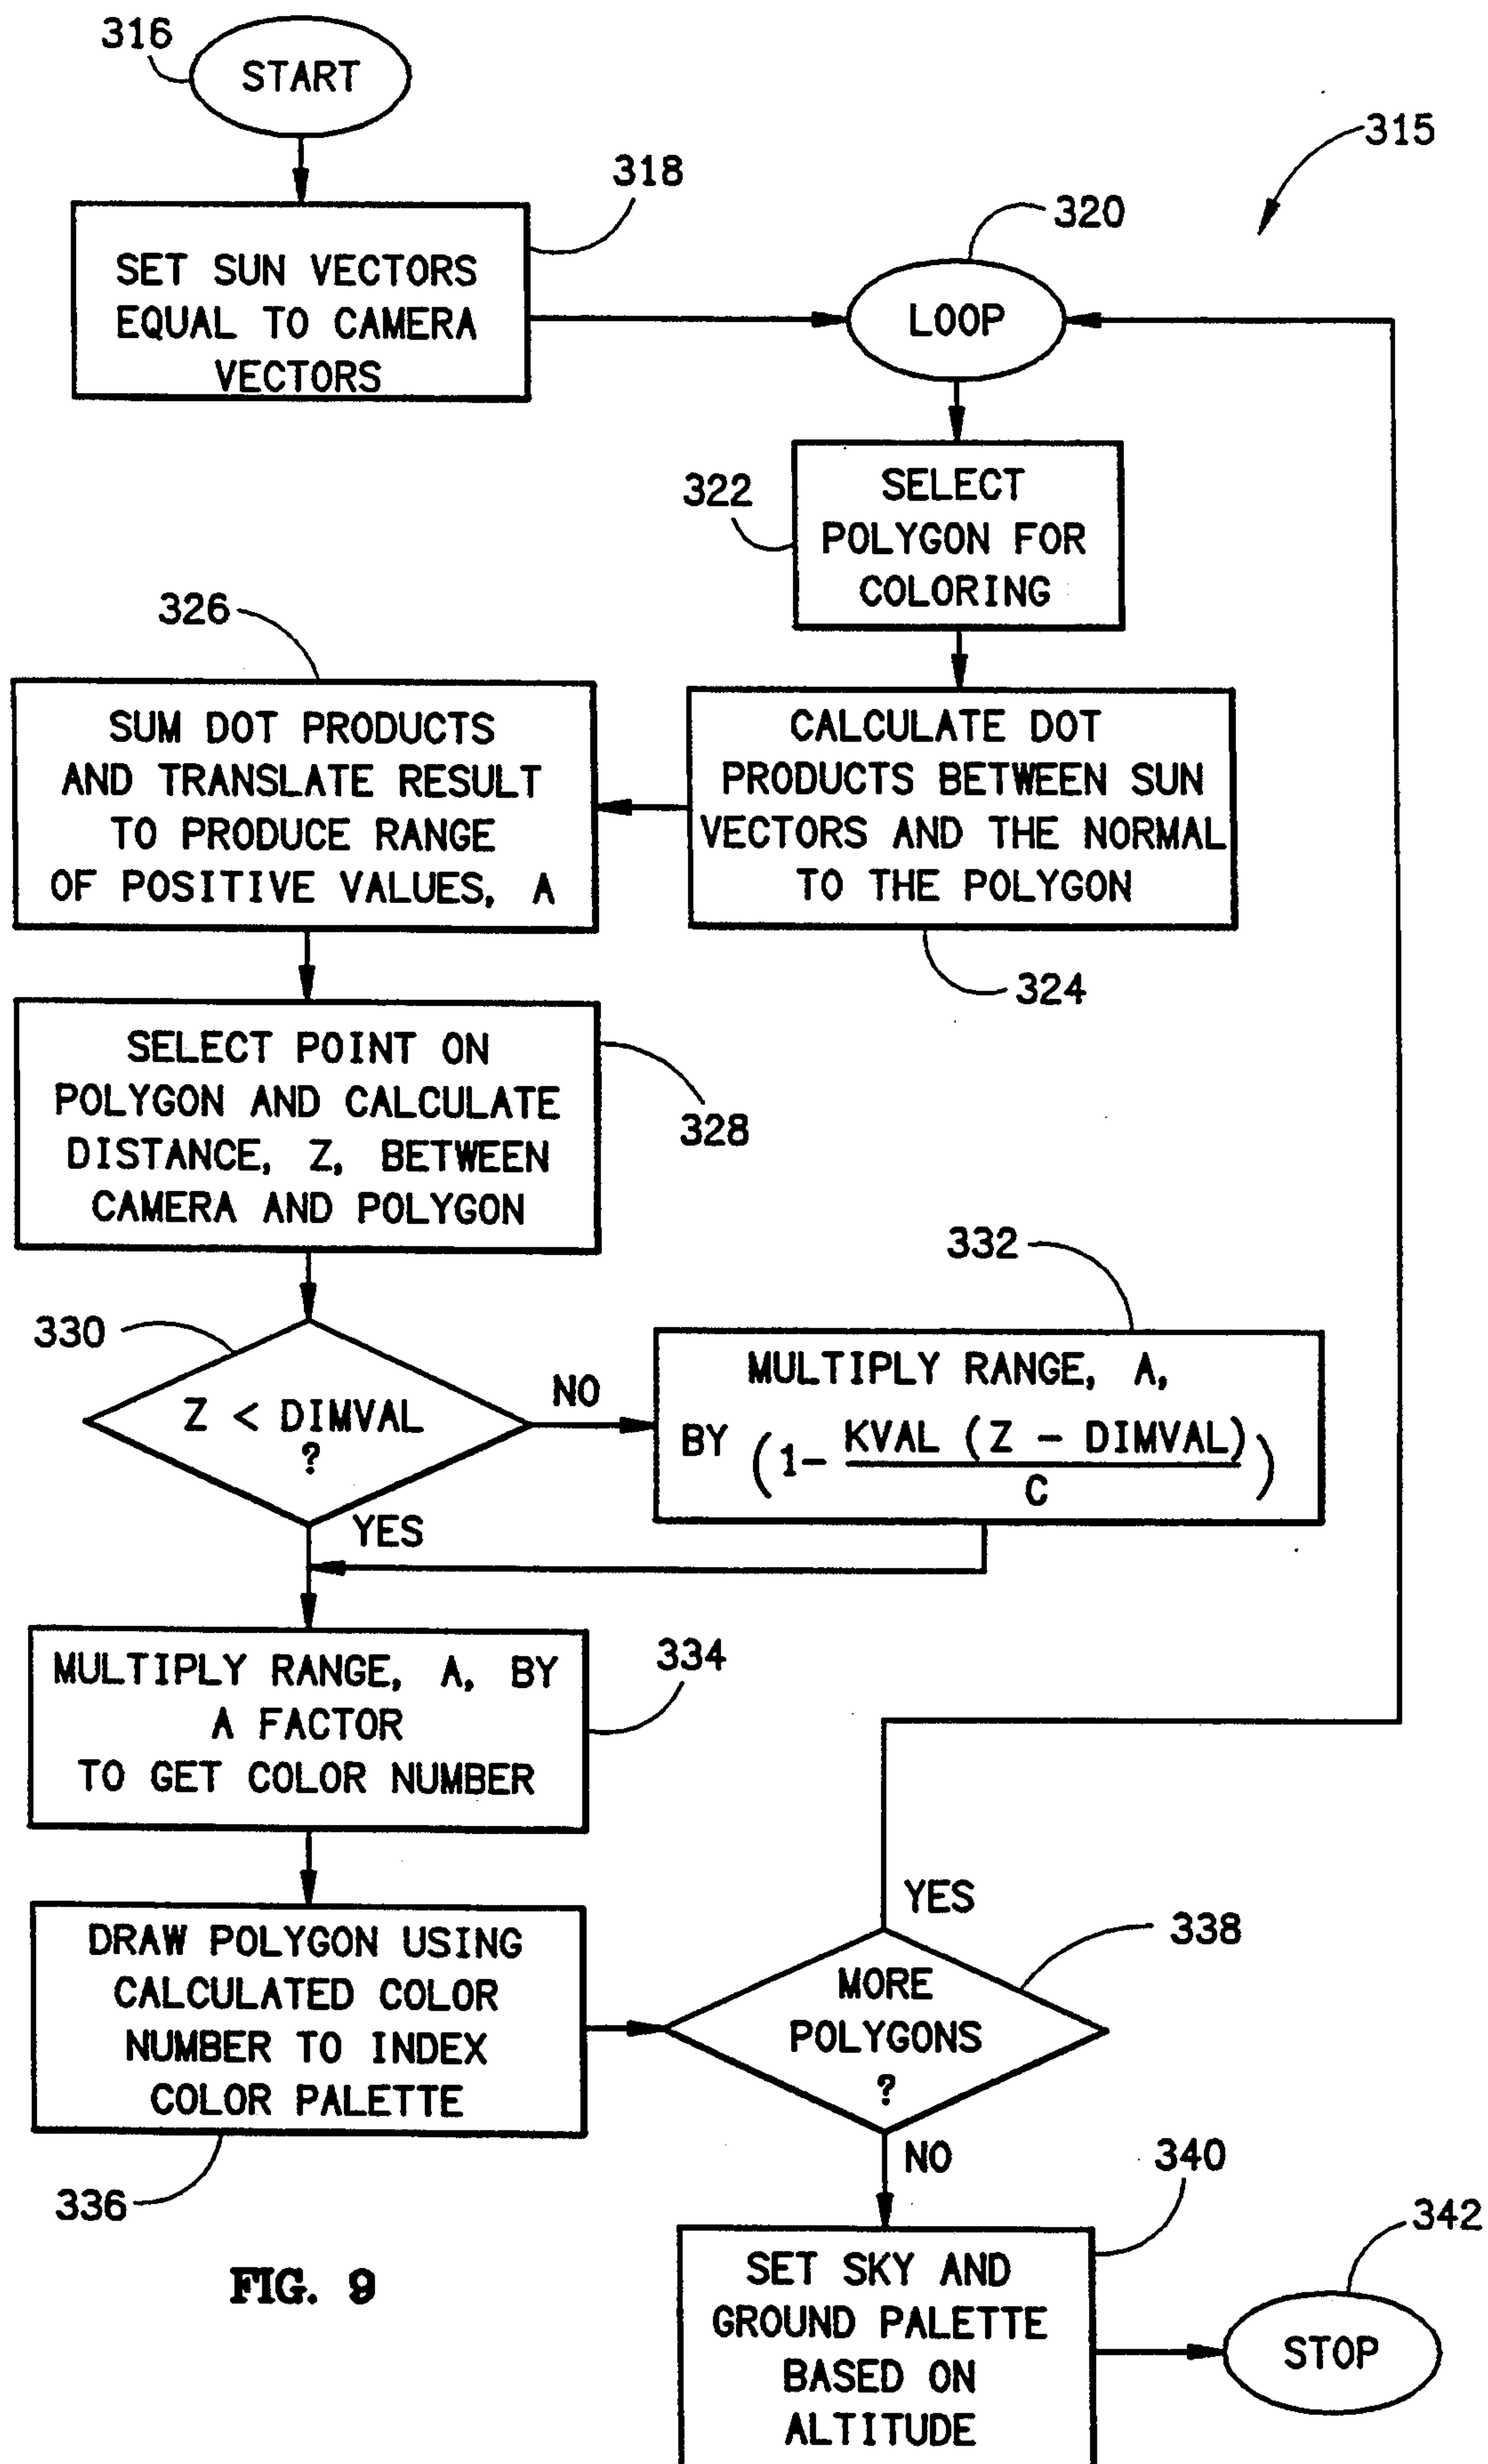 316
START
315
318
SET SUN VECTORS
EQUAL TO CAMERA
VECTORS
320
LOOP
322
SELECT
POLYGON FOR
COLORING
324
CALCULATE DOT
PRODUCTS BETWEEN SUN
VECTORS AND THE NORMAL
TO THE POLYGON
326
SUM DOT PRODUCTS
AND TRANSLATE RESULT
TO PRODUCE RANGE
OF POSITIVE VALUES, A
328
SELECT POINT ON
POLYGON AND CALCULATE
DISTANCE, Z, BETWEEN
CAMERA AND POLYGON
330
Z < DIMVAL
?
NO
YES
332
MULTIPLY RANGE, A,
BY (1- KVAL (Z - DIMVAL)
C )
334
MULTIPLY RANGE, A, BY
A FACTOR
TO GET COLOR NUMBER
336
DRAW POLYGON USING
CALCULATED COLOR
NUMBER TO INDEX
COLOR PALETTE
338
MORE
POLYGONS
?
YES
NO
340
SET SKY AND
GROUND PALETTE
BASED ON
ALTITUDE
342
STOP
FIG. 9